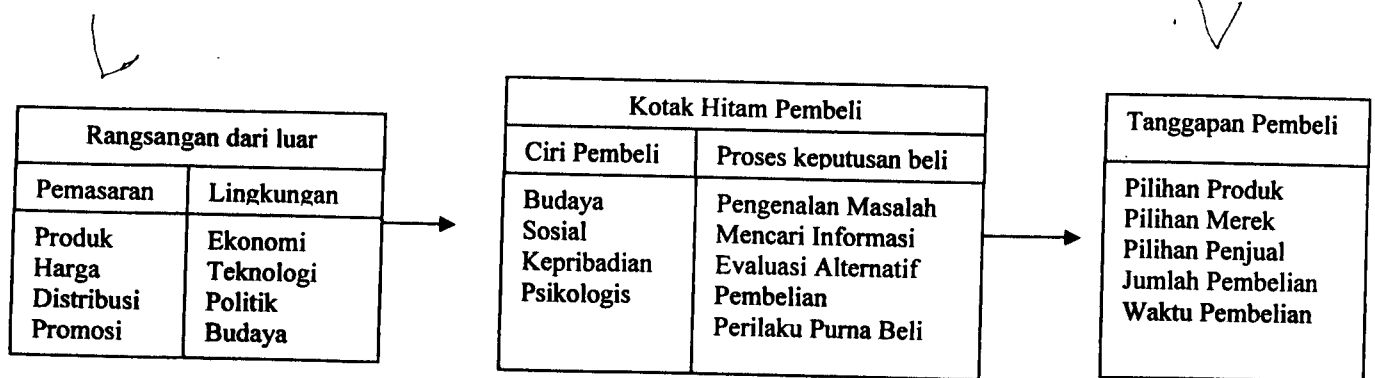 Rangsangan dari luar
Pemasaran
Produk
Harga
Distribusi
Promosi
Lingkungan
Ekonomi
Teknologi
Politik
Budaya
Kotak Hitam Pembeli
Ciri Pembeli
Budaya
Sosial
Kepribadian
Psikologis
Proses keputusan beli
Pengenalan Masalah
Mencari Informasi
Evaluasi Alternatif
Pembelian
Perilaku Purna Beli
Tanggapan Pembeli
Pilihan Produk
Pilihan Merek
Pilihan Penjual
Jumlah Pembelian
Waktu Pembelian